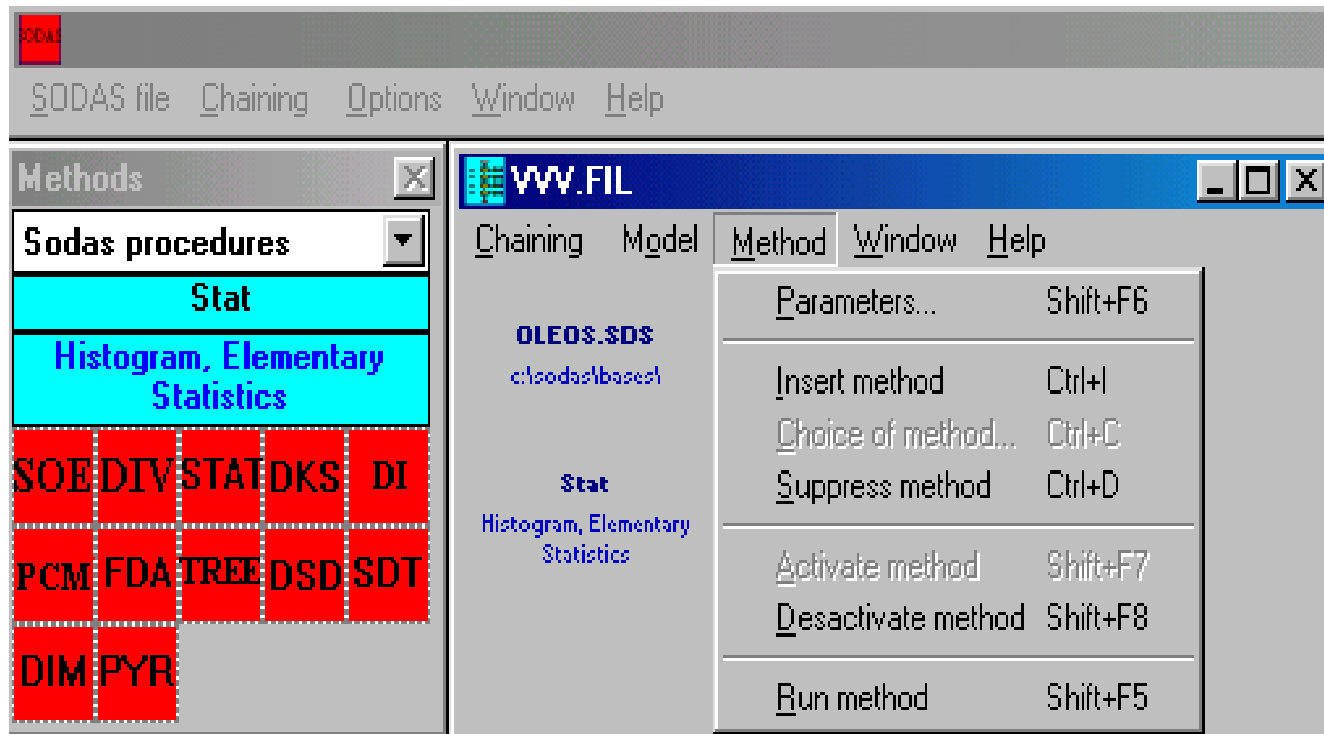 SODAS
SODAS file Chaining Options Window Help
Methods
Sodas procedures
Stat
Histogram, Elementary
Statistics
SOE DIV STAT DKS DI
PCM FDA TREE DSD SDT
DIM PYR
VVV.FIL
Chaining Model Method Window Help
OLEOS.SDS
c:\sodas\bases\
Stat
Histogram, Elementary
Statistics
Parameters... Shift+F6
Insert method Ctrl+I
Choice of method... Ctrl+C
Suppress method Ctrl+D
Activate method Shift+F7
Desactivate method Shift+F8
Run method Shift+F5